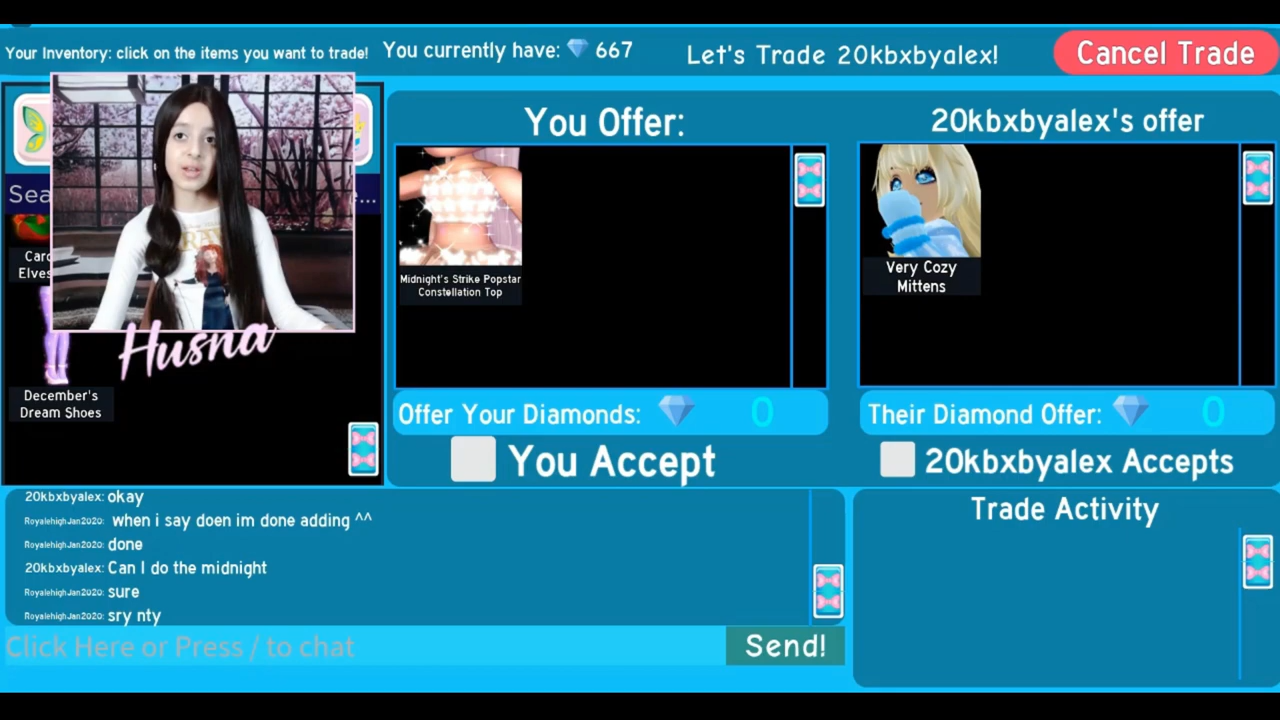 Your Inventory: click on the items you want to trade!
You currently have: 667
Let's Trade 20kbxbyalex!
Cancel Trade
You Offer:
20kbxbyalex's offer
Sea
e...
Midnight's Strike Popstar
Constellation Top
Very Cozy
Mittens
Elves
Husna
December's
Dream Shoes
Offer Your Diamonds: 0
Their Diamond Offer: 0
You Accept
20kbxbyalex Accepts
20kbxbyalex: okay
RoyalehighJan2020: when i say doen im done adding ^^
RoyalehighJan2020: done
20kbxbyalex: Can I do the midnight
RoyalehighJan2020: sure
RoyalehighJan2020: sry nty
Trade Activity
Click Here or Press / to chat
Send!